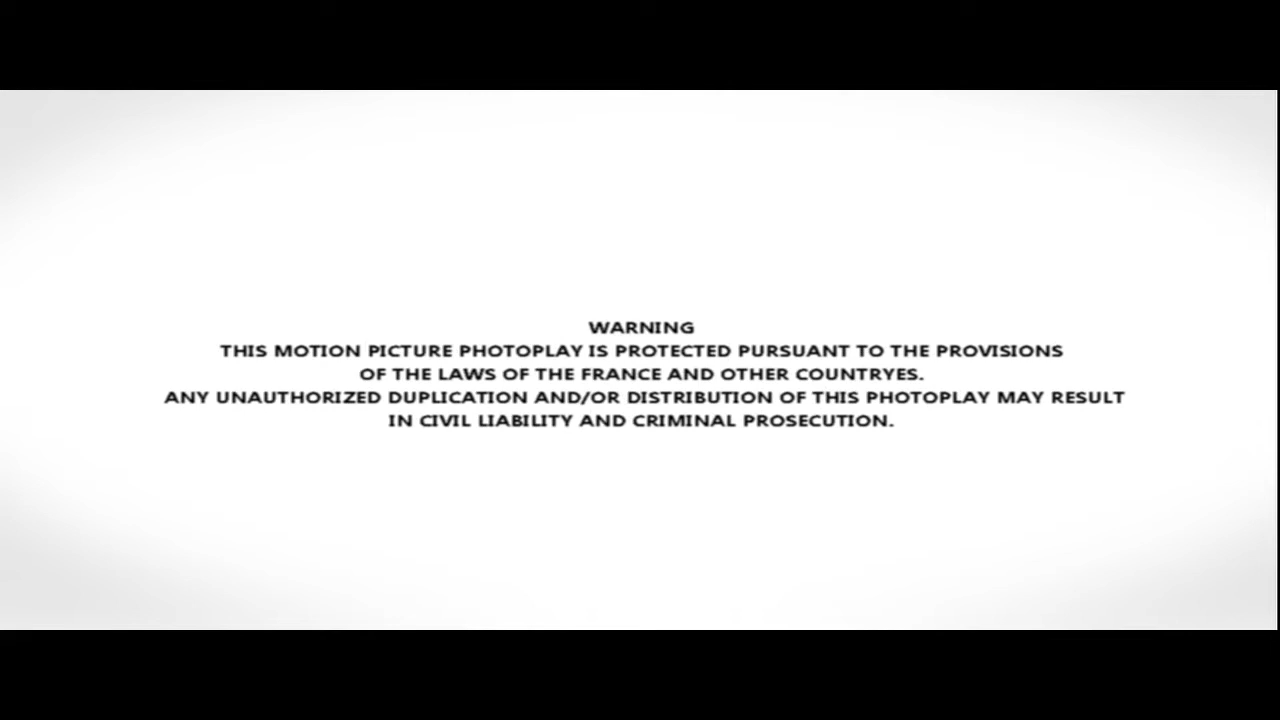 WARNING
THIS MOTION PICTURE PHOTOPLAY IS PROTECTED PURSUANT TO THE PROVISIONS
OF THE LAWS OF THE FRANCE AND OTHER COUNTRYES.
ANY UNAUTHORIZED DUPLICATION AND/OR DISTRIBUTION OF THIS PHOTOPLAY MAY RESULT
IN CIVIL LIABILITY AND CRIMINAL PROSECUTION.